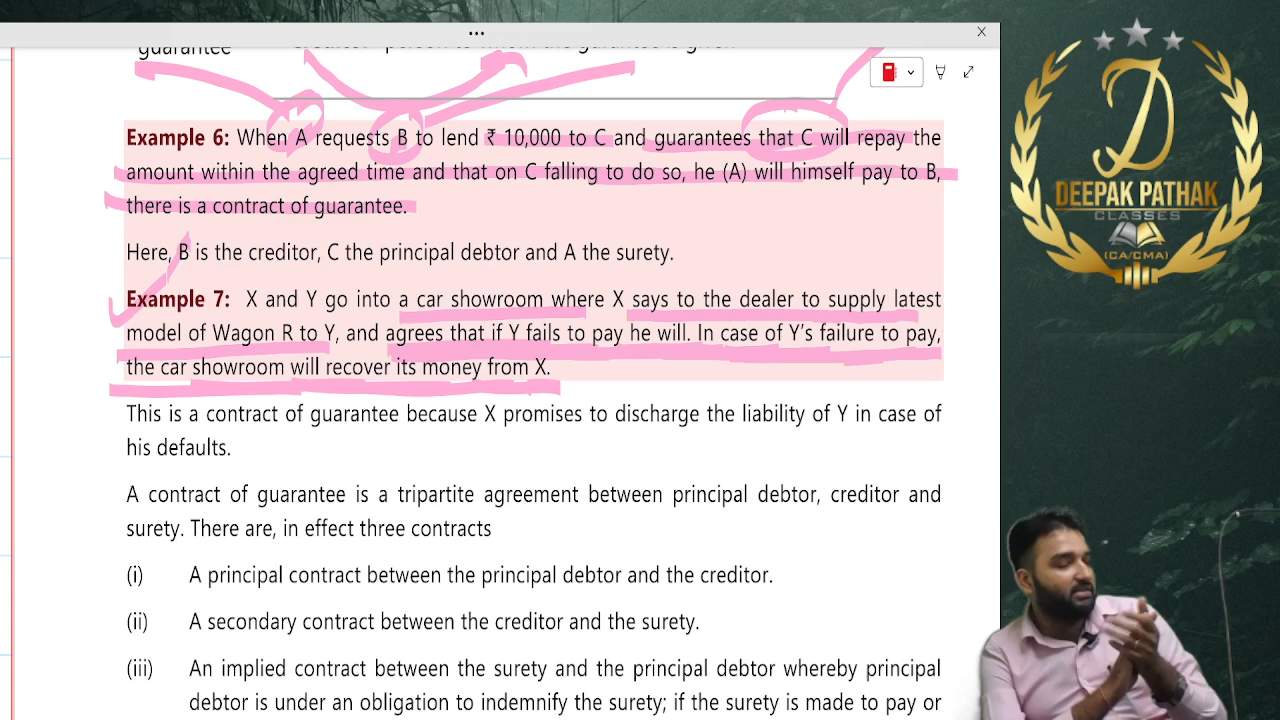 guarantee
person to whom the guarantee is given
Example 6: When A requests B to lend ₹ 10,000 to C and guarantees that C will repay the
amount within the agreed time and that on C falling to do so, he (A) will himself pay to B,
there is a contract of guarantee.
Here, B is the creditor, C the principal debtor and A the surety.
Example 7: X and Y go into a car showroom where X says to the dealer to supply latest
model of Wagon R to Y, and agrees that if Y fails to pay he will. In case of Y’s failure to pay,
the car showroom will recover its money from X.
This is a contract of guarantee because X promises to discharge the liability of Y in case of
his defaults.
A contract of guarantee is a tripartite agreement between principal debtor, creditor and
surety. There are, in effect three contracts
(i) A principal contract between the principal debtor and the creditor.
(ii) A secondary contract between the creditor and the surety.
(iii) An implied contract between the surety and the principal debtor whereby principal
debtor is under an obligation to indemnify the surety; if the surety is made to pay or
D
DEEPAK PATHAK
CLASSES
(CA/CMA)